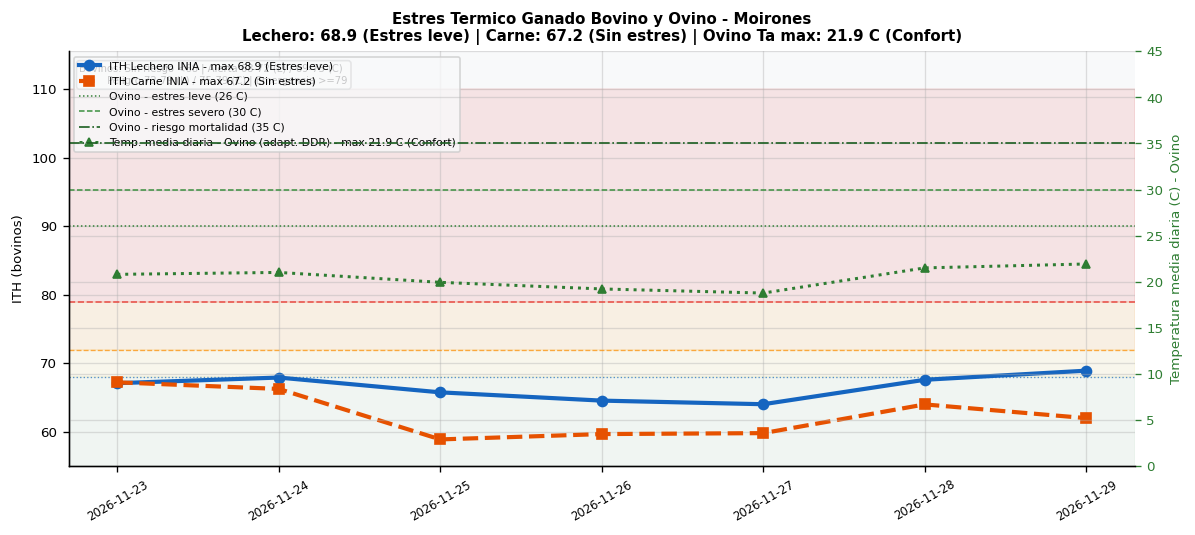 Estres Termico Ganado Bovino y Ovino - Moirones
Lechero: 68.9 (Estres leve) | Carne: 67.2 (Sin estres) | Ovino Ta max: 21.9 C (Confort)
ITH Lechero INIA - max 68.9 (Estres leve)
ITH Carne INIA - max 67.2 (Sin estres)
>=79
Ovino - estres leve (26 C)
Ovino - estres severo (30 C)
Ovino - riesgo mortalidad (35 C)
Temp. media diaria - Ovino (adapt. DDR) - max 21.9 C (Confort)
ITH (bovinos)
110
100
90
80
70
60
45
40
35
30
25
20
15
10
5
0
Temperatura media diaria (C) - Ovino
2026-11-23
2026-11-24
2026-11-25
2026-11-26
2026-11-27
2026-11-28
2026-11-29